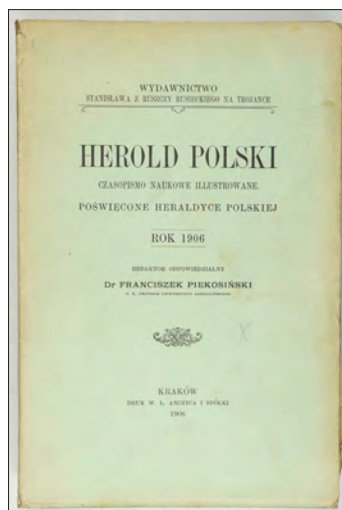 WYDAWNICTWO
STANISŁAWA Z RUSZCZY RUSIECKIEGO NA TROJANCE
HEROLD POLSKI
CZASOPISMO NAUKOWE ILLUSTROWANE,
POŚWIĘCONE HERALDYCE POLSKIEJ
ROK 1906
REDAKTOR ODPOWIEDZIALNY
Dr FRANCISZEK PIEKOSIŃSKI
KRAKÓW
DRUK W. L. ANCZYCA I SPÓŁKI
1906